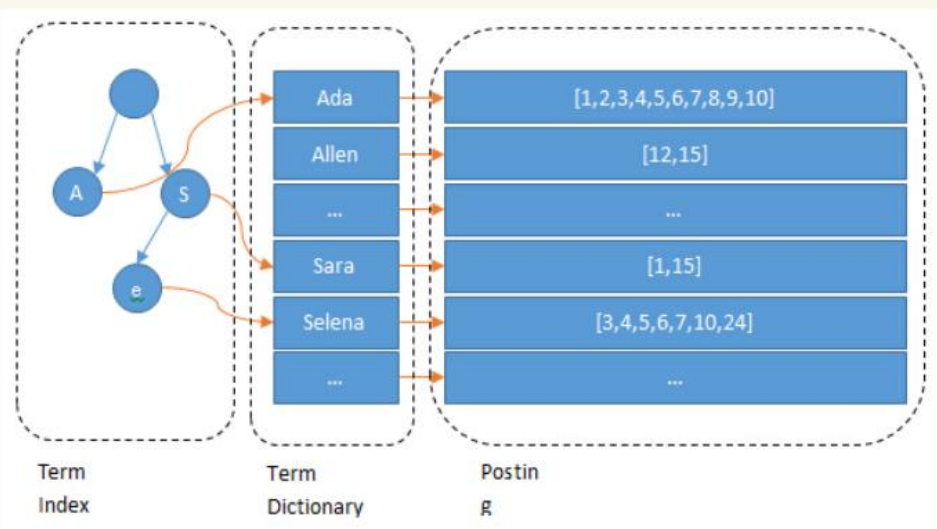 A
S
e
Ada
[1,2,3,4,5,6,7,8,9,10]
Allen
[12,15]
...
...
Sara
[1,15]
Selena
[3,4,5,6,7,10,24]
...
...
Term
Index
Term
Dictionary
Postin
g